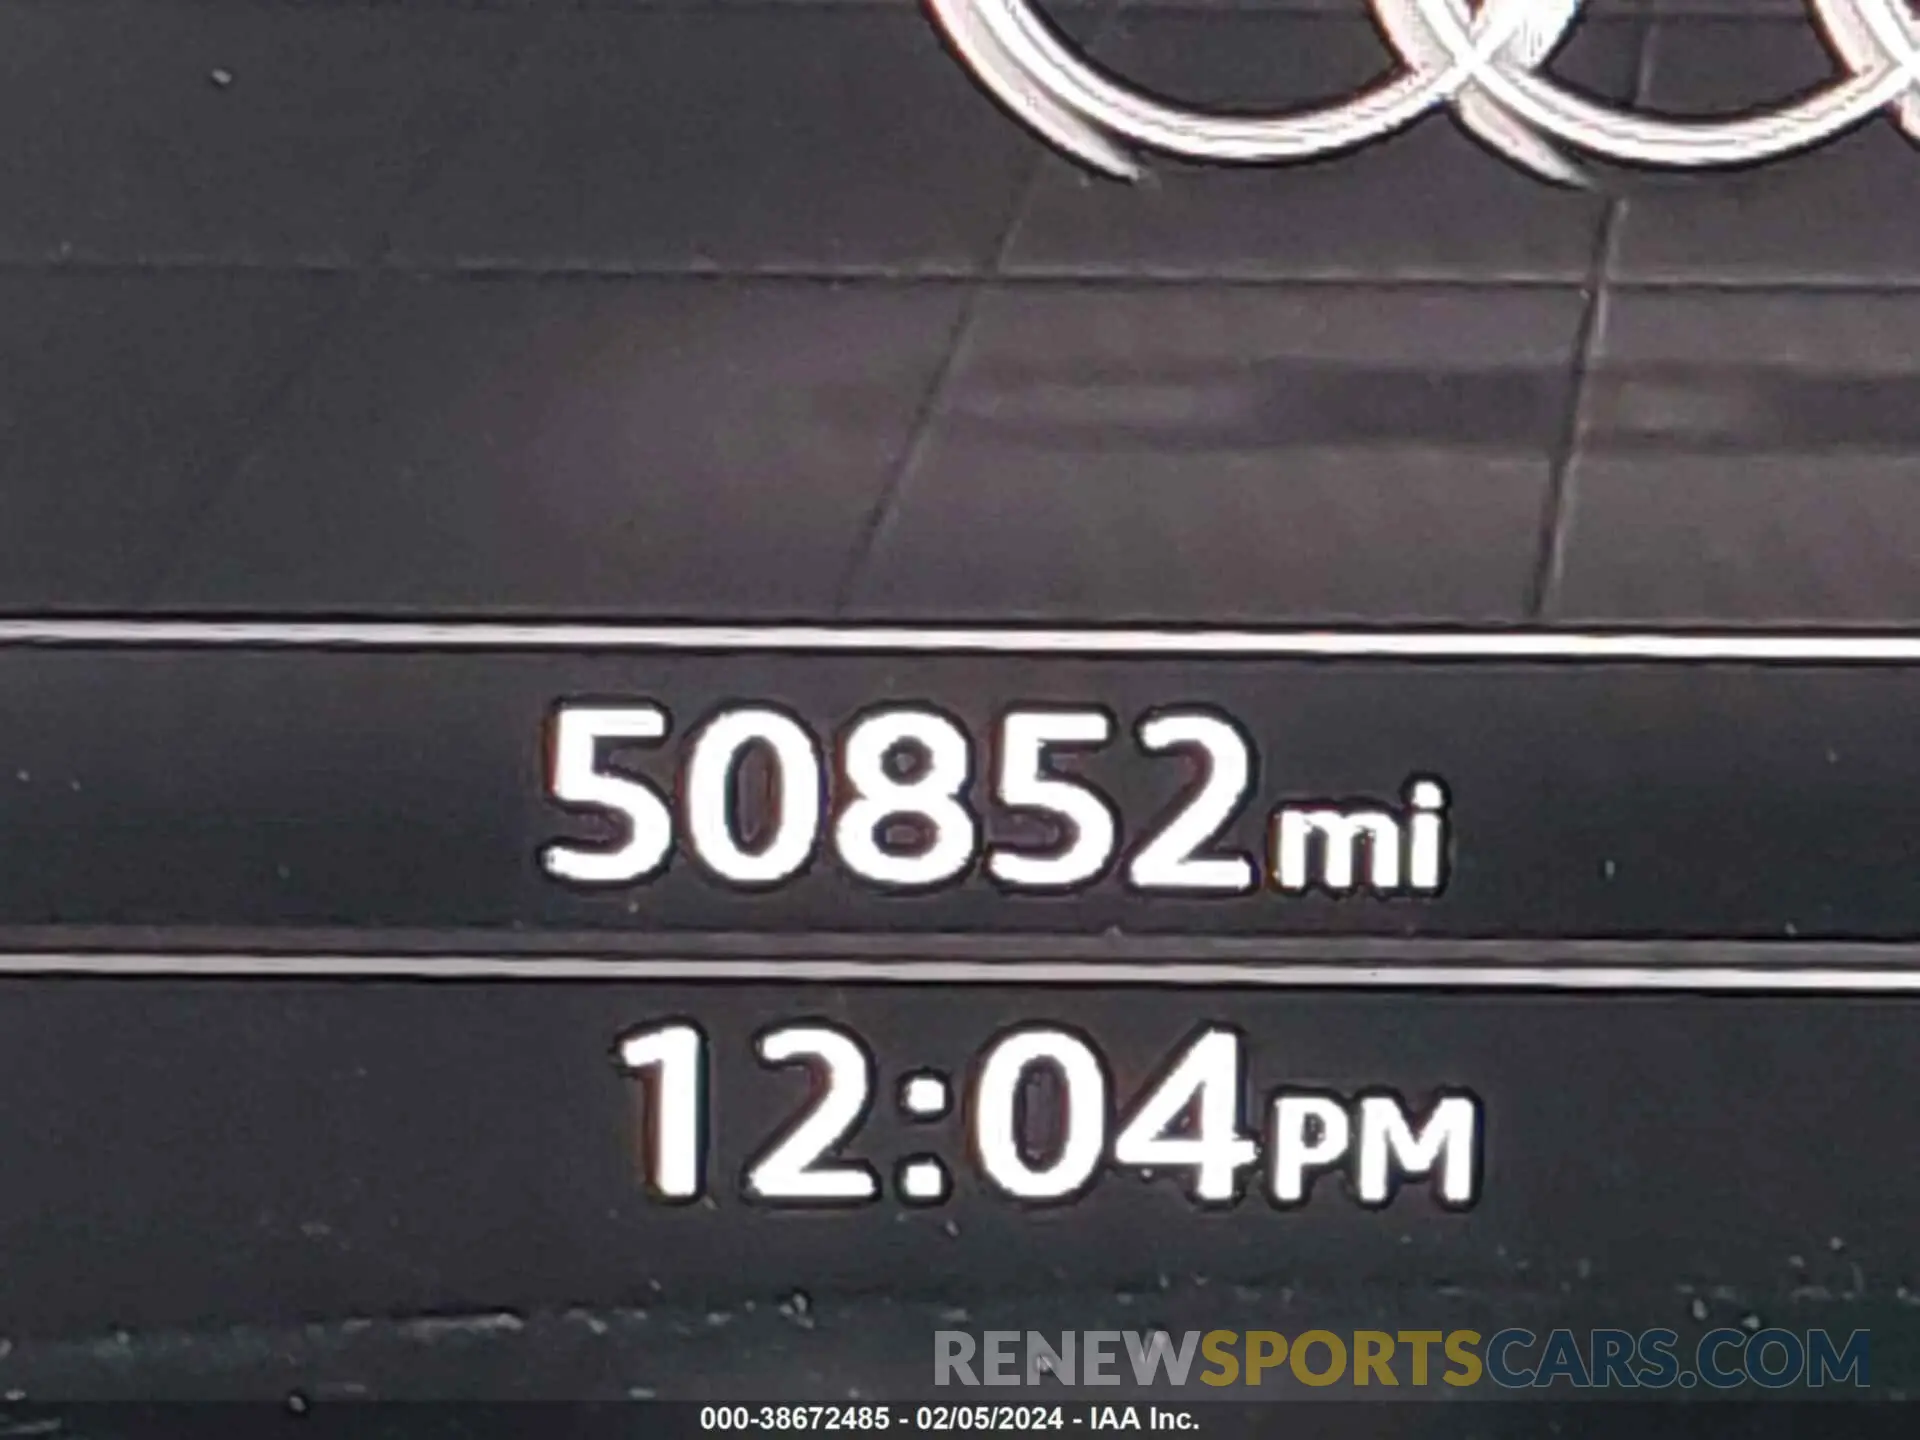 50852mi
12:04PM
RENEWSPORTSCARS.COM
000-38672485 - 02/05/2024 - IAA Inc.